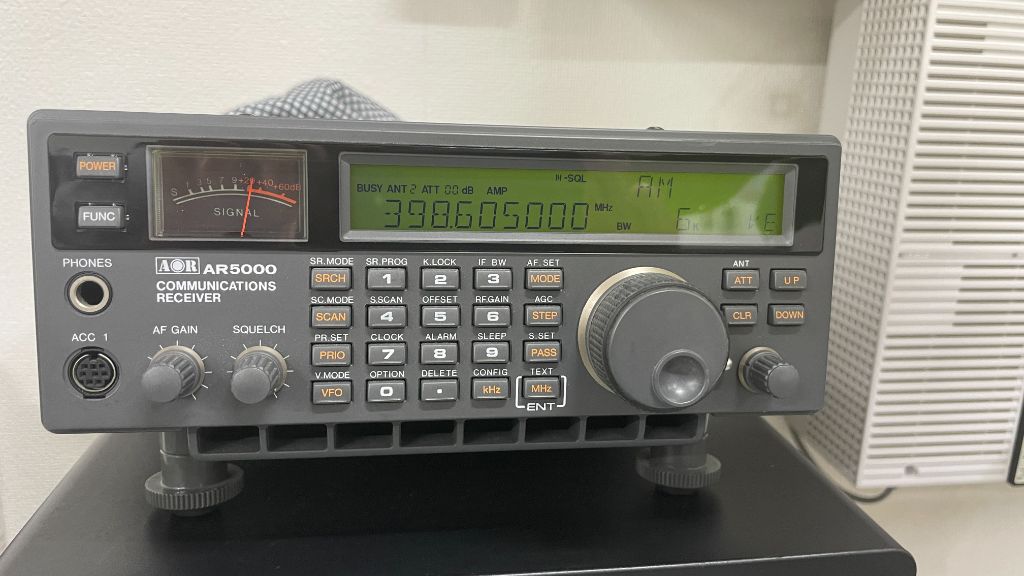 POWER
FUNC
S 1 3 5 7 9 +20 +40 +60dB
SIGNAL
N-SQL
AM
BUSY ANT 2 ATT 00 dB AMP
398.605000 MHz
BW 6K
PHONES
AOR AR5000
COMMUNICATIONS
RECEIVER
ACC 1
AF GAIN
SQUELCH
SR.MODE SR.PROG K.LOCK IF BW AF.SET
SRCH 1 2 3 MODE
SC.MODE S.SCAN OFFSET RF.GAIN AGC
SCAN 4 5 6 STEP
PR.SET CLOCK ALARM SLEEP S.SET
PRIO 7 8 9 PASS
V.MODE OPTION DELETE CONFIG TEXT
VFO 0 . kHz MHz
ENT
ANT
ATT UP
CLR DOWN